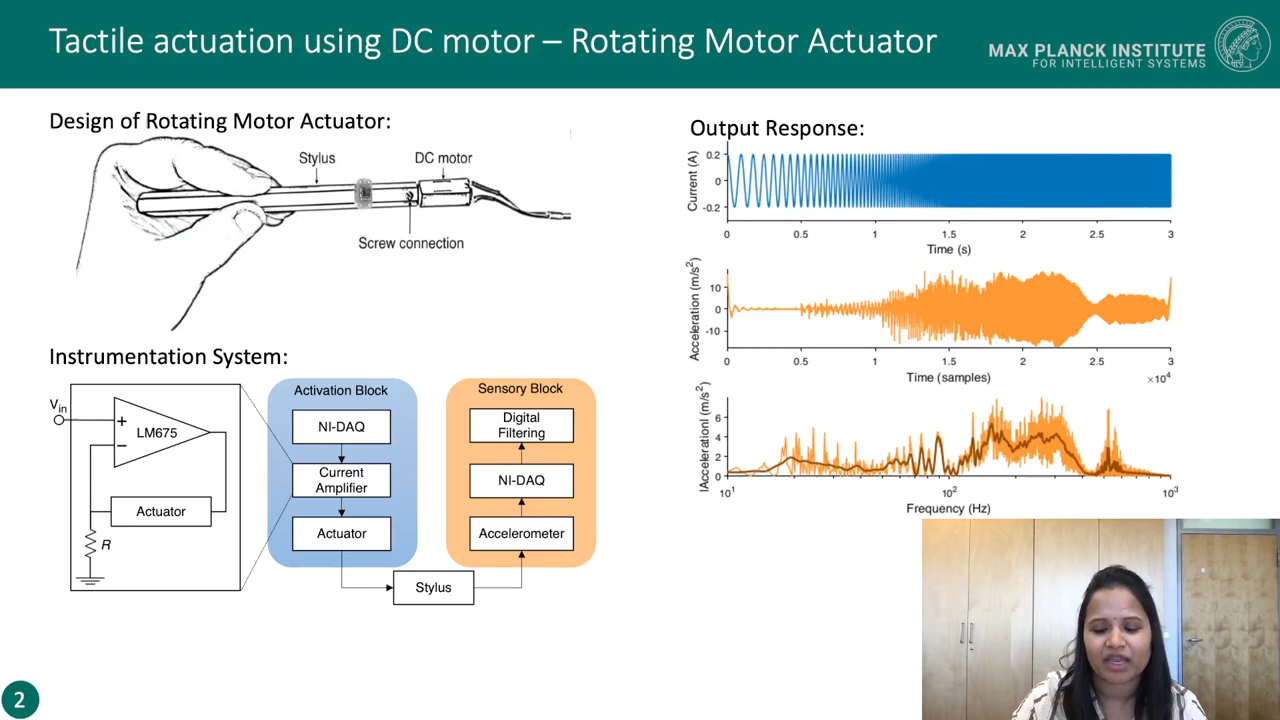 Tactile actuation using DC motor – Rotating Motor Actuator
MAX PLANCK INSTITUTE
FOR INTELLIGENT SYSTEMS
Design of Rotating Motor Actuator:
Stylus
DC motor
Screw connection
Instrumentation System:
V_in
+
−
LM675
Actuator
R
Activation Block
NI-DAQ
Current
Amplifier
Actuator
Stylus
Sensory Block
Digital
Filtering
NI-DAQ
Accelerometer
Output Response:
Current (A)
0.2
0
-0.2
0 0.5 1 1.5 2 2.5 3
Time (s)
Acceleration (m/s²)
10
0
-10
0 0.5 1 1.5 2 2.5 3
Time (samples)
×10⁴
|Acceleration| (m/s²)
6
4
2
0
10¹ 10² 10³
Frequency (Hz)
2